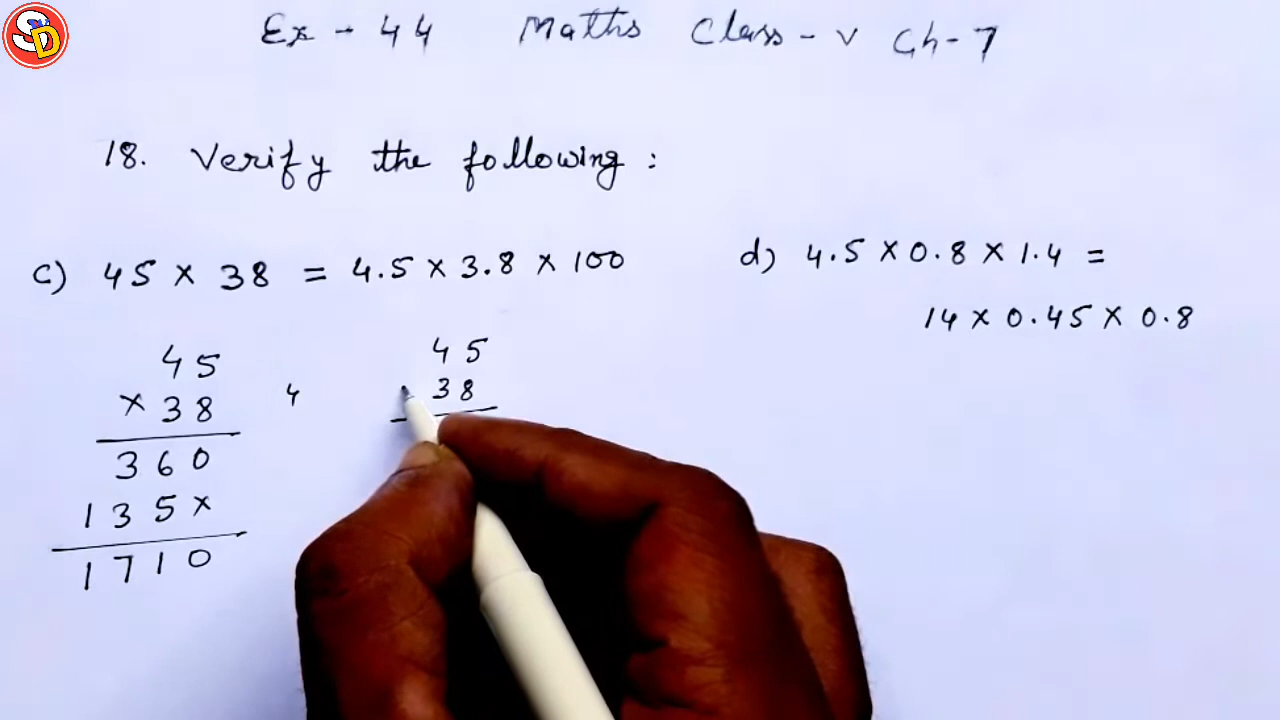 SD
Ex - 44 Maths Class - V Ch - 7
18. Verify the following :
c) 45 × 38 = 4.5 × 3.8 × 100
45
× 38
360
135×
1710
4
45
38
d) 4.5 × 0.8 × 1.4 =
14 × 0.45 × 0.8